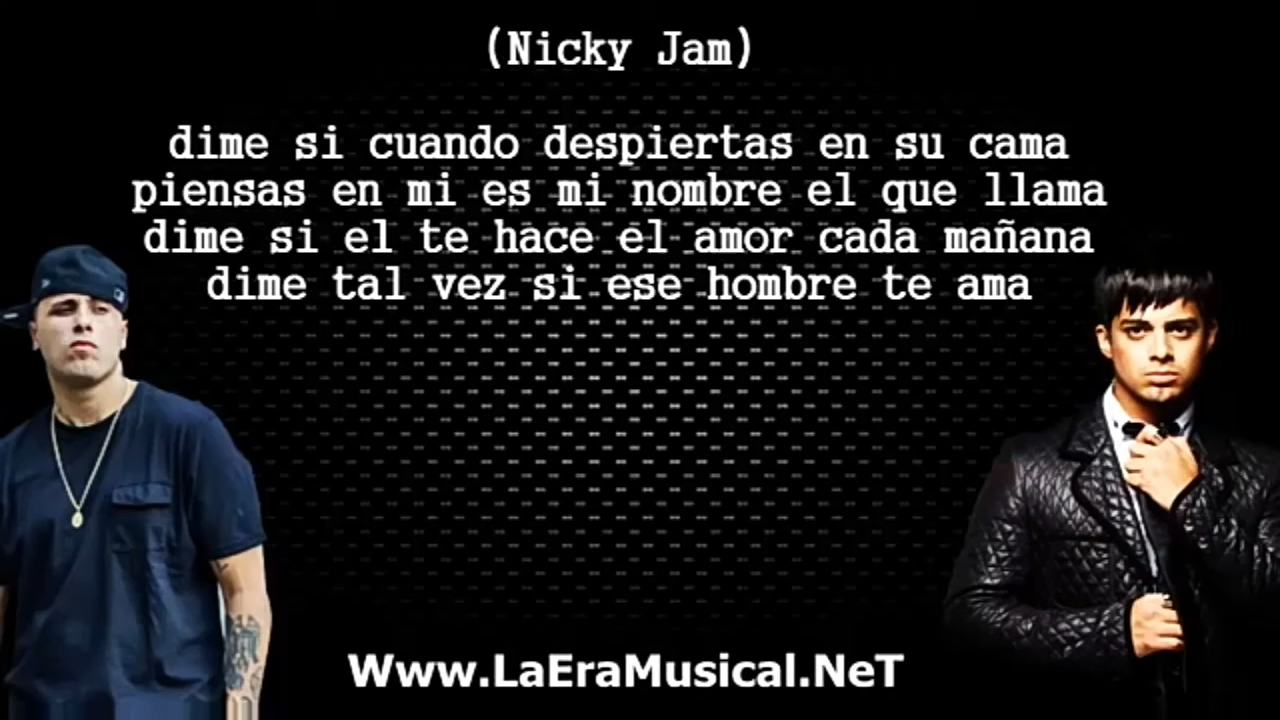 (Nicky Jam)
dime si cuando despiertas en su cama
piensas en mi es mi nombre el que llama
dime si el te hace el amor cada mañana
dime tal vez si ese hombre te ama
Www.LaEraMusical.NeT